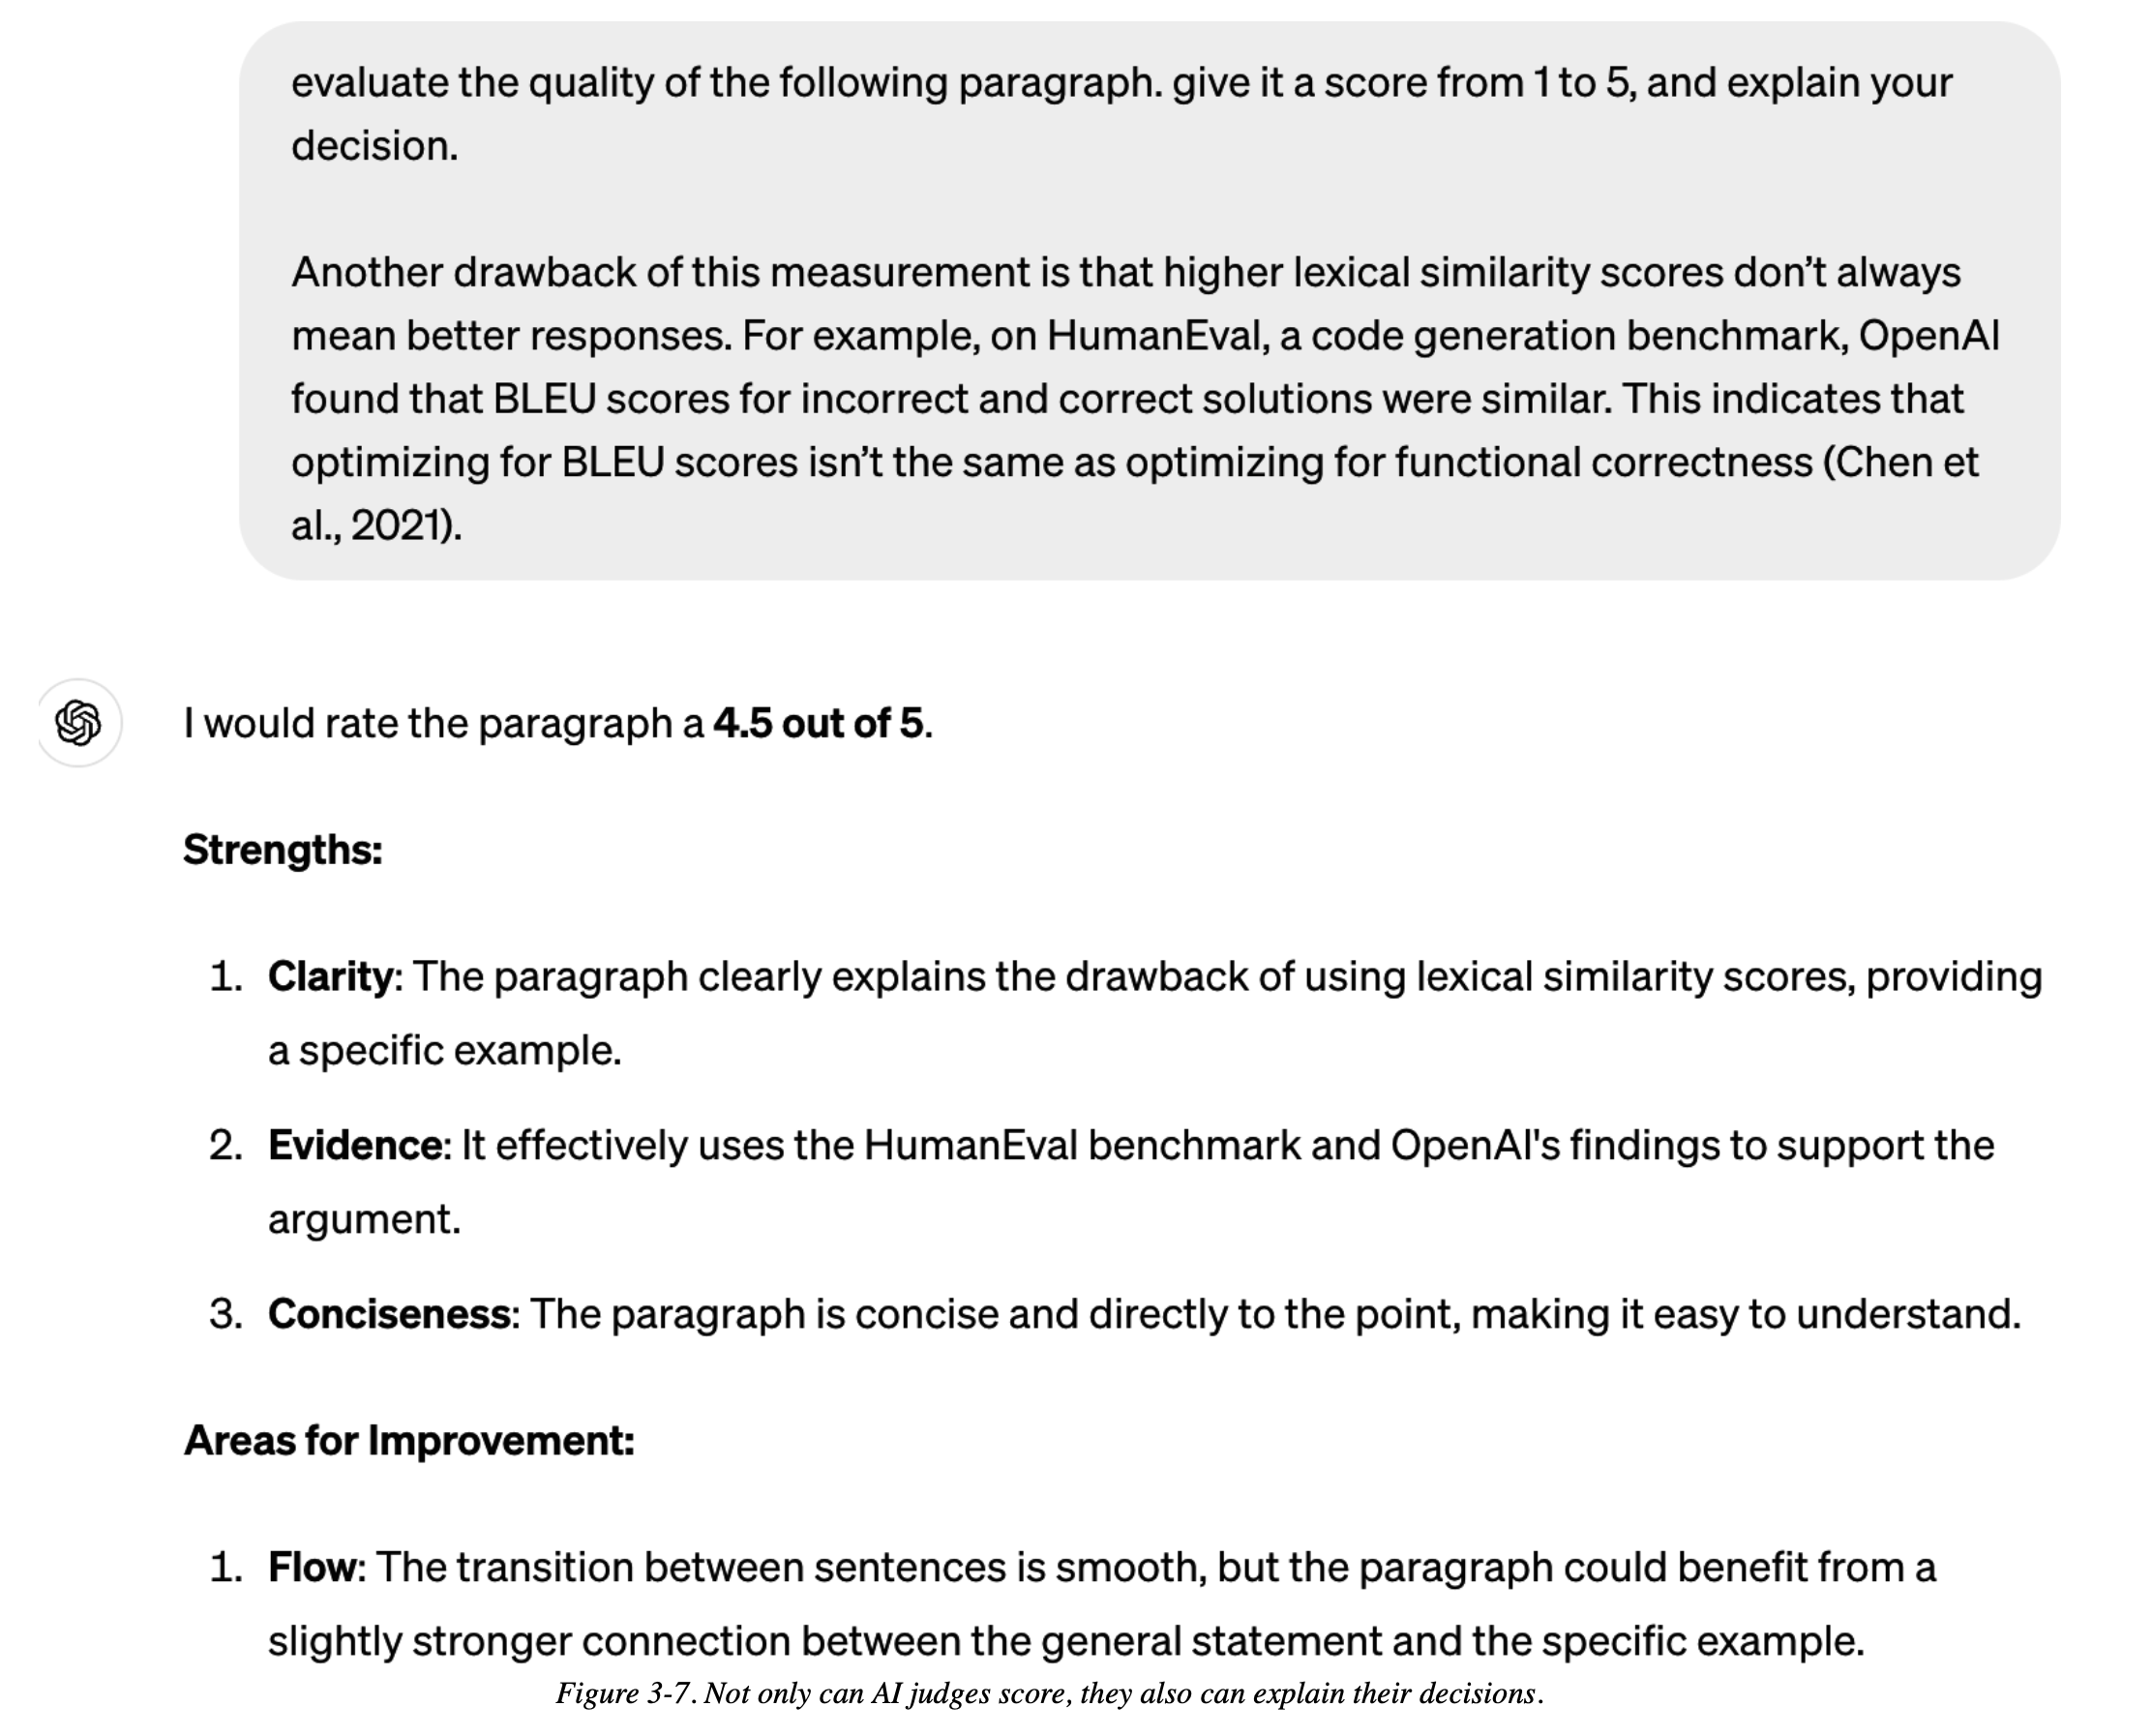 evaluate the quality of the following paragraph. give it a score from 1 to 5, and explain your
decision.
Another drawback of this measurement is that higher lexical similarity scores don’t always
mean better responses. For example, on HumanEval, a code generation benchmark, OpenAI
found that BLEU scores for incorrect and correct solutions were similar. This indicates that
optimizing for BLEU scores isn’t the same as optimizing for functional correctness (Chen et
al., 2021).
I would rate the paragraph a 4.5 out of 5.
Strengths:
1. Clarity: The paragraph clearly explains the drawback of using lexical similarity scores, providing
a specific example.
2. Evidence: It effectively uses the HumanEval benchmark and OpenAI's findings to support the
argument.
3. Conciseness: The paragraph is concise and directly to the point, making it easy to understand.
Areas for Improvement:
1. Flow: The transition between sentences is smooth, but the paragraph could benefit from a
slightly stronger connection between the general statement and the specific example.
Figure 3-7. Not only can AI judges score, they also can explain their decisions.